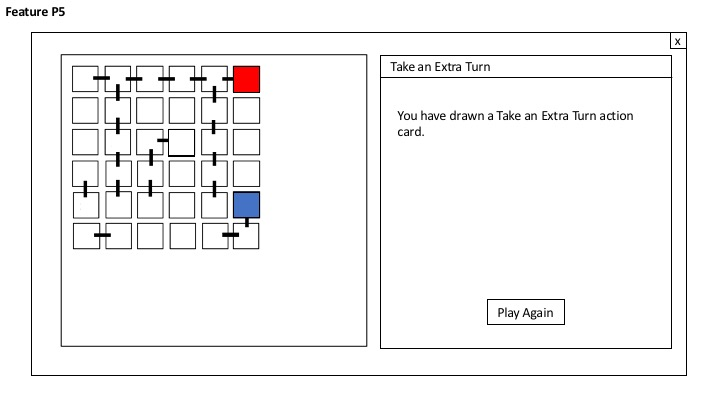 Feature P5
x
Take an Extra Turn
You have drawn a Take an Extra Turn action
card.
Play Again